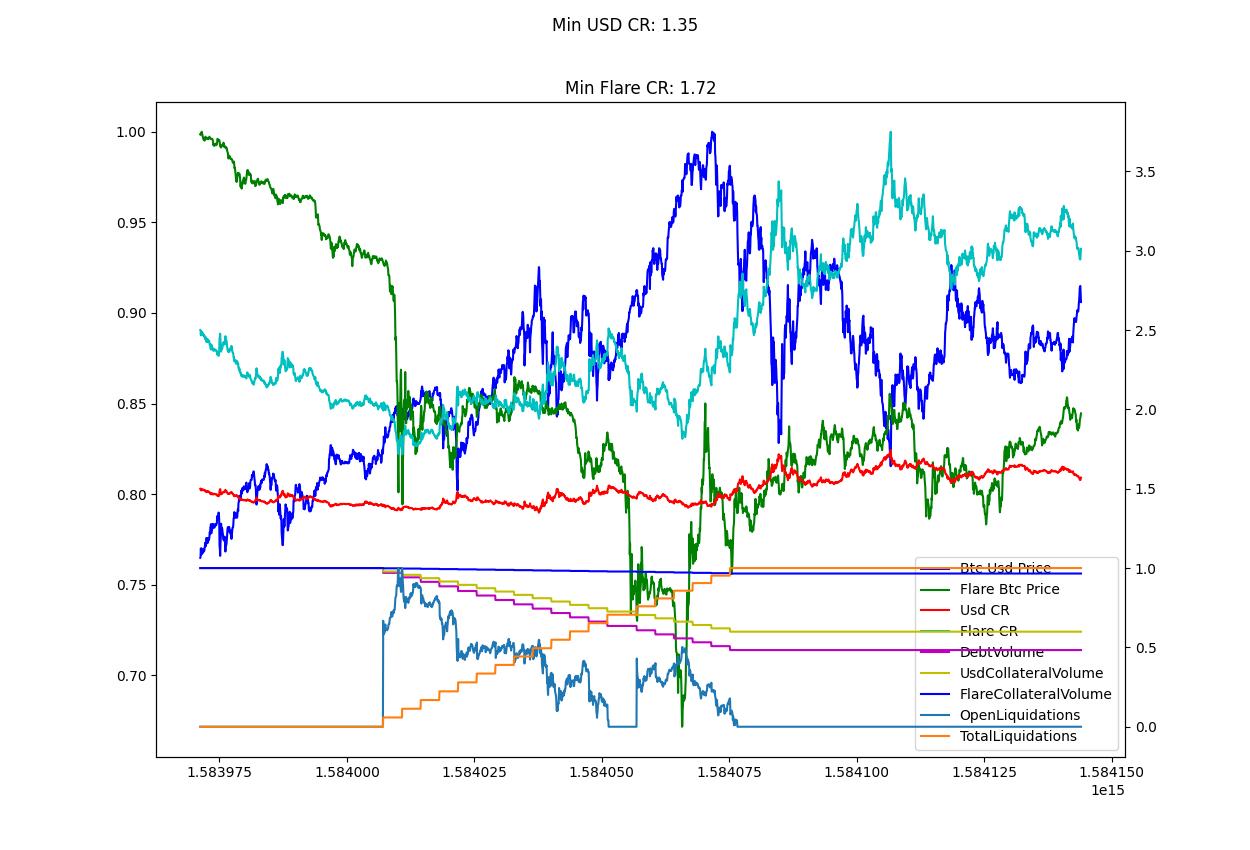 Min USD CR: 1.35
Min Flare CR: 1.72
1.00
0.95
0.90
0.85
0.80
0.75
0.70
3.5
3.0
2.5
2.0
1.5
1.0
0.5
0.0
Btc Usd Price
Flare Btc Price
Usd CR
Flare CR
DebtVolume
UsdCollateralVolume
FlareCollateralVolume
OpenLiquidations
TotalLiquidations
1.583975 1.584000 1.584025 1.584050 1.584075 1.584100 1.584125 1.584150
1e15